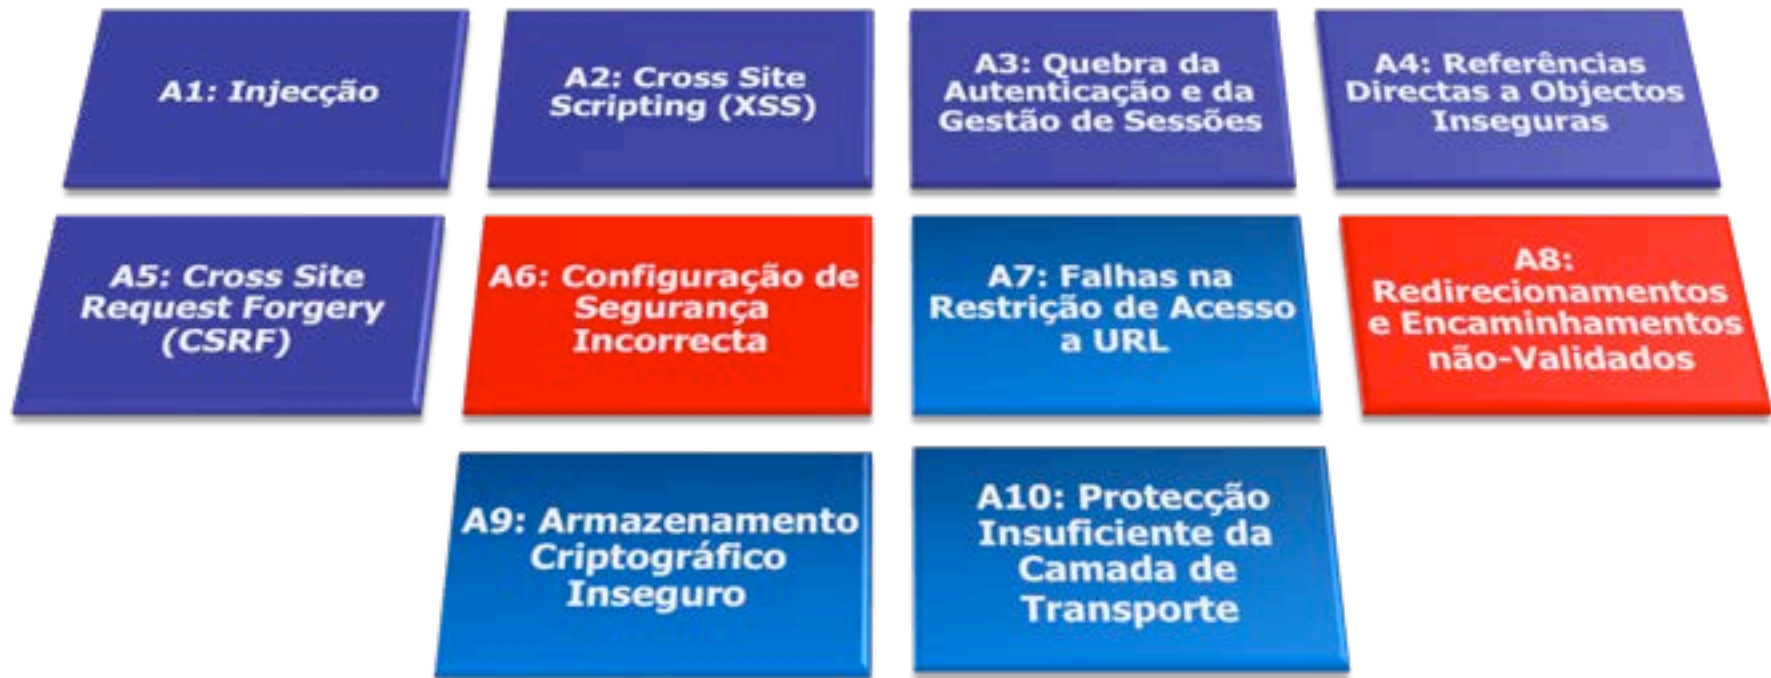 A1: Injecção
A2: Cross Site
Scripting (XSS)
A3: Quebra da
Autenticação e da
Gestão de Sessões
A4: Referências
Directas a Objectos
Inseguras
A5: Cross Site
Request Forgery
(CSRF)
A6: Configuração de
Segurança
Incorrecta
A7: Falhas na
Restrição de Acesso
a URL
A8:
Redirecionamentos
e Encaminhamentos
não-Validados
A9: Armazenamento
Criptográfico
Inseguro
A10: Protecção
Insuficiente da
Camada de
Transporte